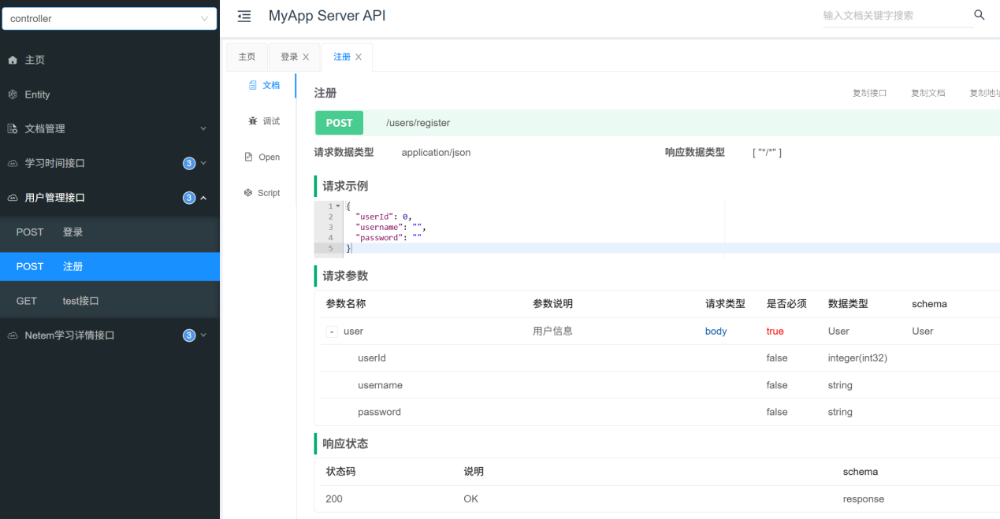 controller
MyApp Server API
输入文档关键字搜索
主页
Entity
文档管理
学习时间接口 3
用户管理接口 3
POST 登录
POST 注册
GET test接口
Netem学习详情接口 3
主页 登录 注册
文档
调试
Open
Script
注册 复制接口 复制文档 复制地址
POST /users/register
请求数据类型 application/json 响应数据类型 [ "*/*" ]
请求示例
1 {
2 "userId": 0,
3 "username": "",
4 "password": ""
5 }
请求参数
参数名称 参数说明 请求类型 是否必须 数据类型 schema
- user 用户信息 body true User User
userId false integer(int32)
username false string
password false string
响应状态
状态码 说明 schema
200 OK response